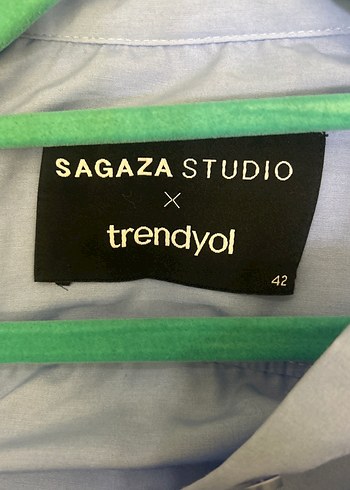 SAGAZA STUDIO
×
trendyol
42